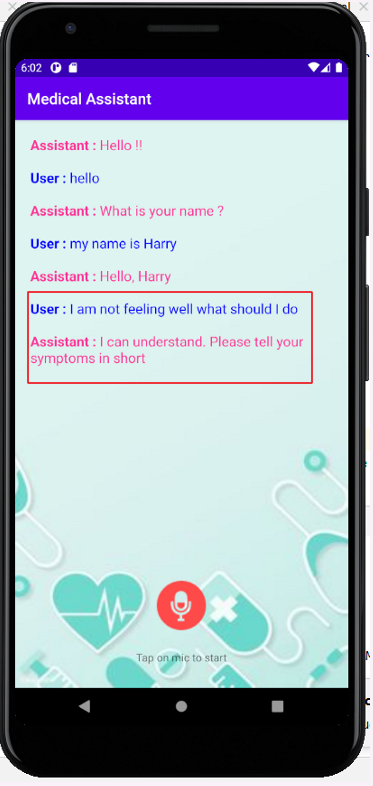 6:02
Medical Assistant
Assistant : Hello !!
User : hello
Assistant : What is your name ?
User : my name is Harry
Assistant : Hello, Harry
User : I am not feeling well what should I do
Assistant : I can understand. Please tell your
symptoms in short
Tap on mic to start